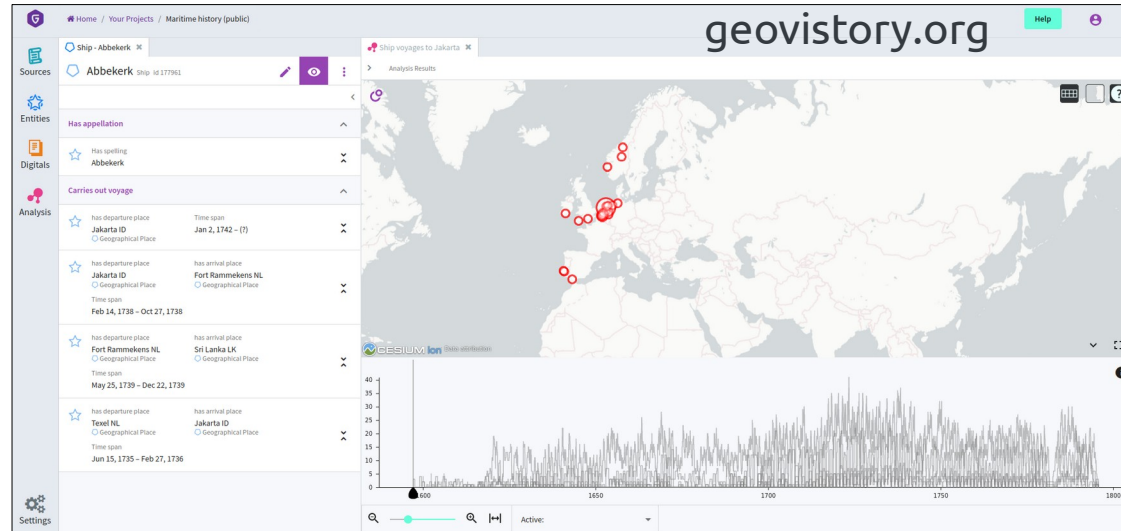 Home / Your Projects / Maritime history (public)
geovistory.org
Help
Sources
Entities
Digitals
Analysis
Settings
Ship - Abbekerk
Abbekerk Ship Id 177961
Has appellation
Has spelling
Abbekerk
Carries out voyage
has departure place Time span
Jakarta ID Jan 2, 1742 – (?)
Geographical Place
has departure place has arrival place
Jakarta ID Fort Rammekens NL
Geographical Place Geographical Place
Time span
Feb 14, 1738 – Oct 27, 1738
has departure place has arrival place
Fort Rammekens NL Sri Lanka LK
Geographical Place Geographical Place
Time span
May 25, 1739 – Dec 22, 1739
has departure place has arrival place
Texel NL Jakarta ID
Geographical Place Geographical Place
Time span
Jun 15, 1735 – Feb 27, 1736
Ship voyages to Jakarta
Analysis Results
?
CESIUM ion Data attribution
40
35
30
25
20
15
10
5
0
1600 1650 1700 1750 1800
Active: